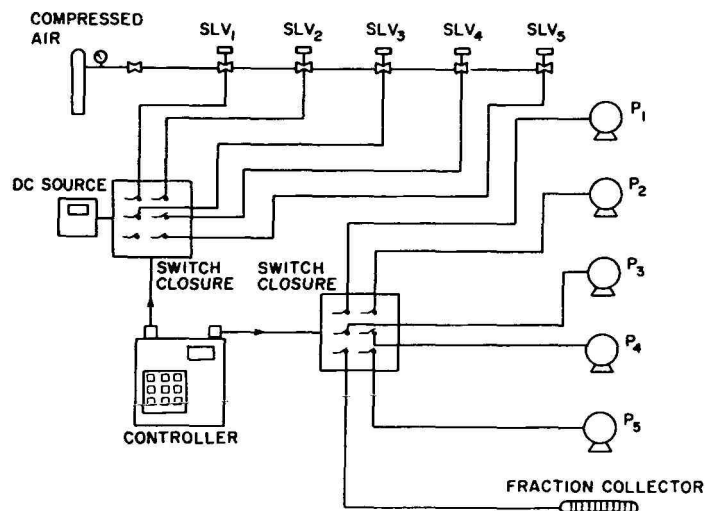 COMPRESSED
AIR
SLV1
SLV2
SLV3
SLV4
SLV5
P1
DC SOURCE
P2
SWITCH
CLOSURE
SWITCH
CLOSURE
P3
P4
CONTROLLER
P5
FRACTION COLLECTOR